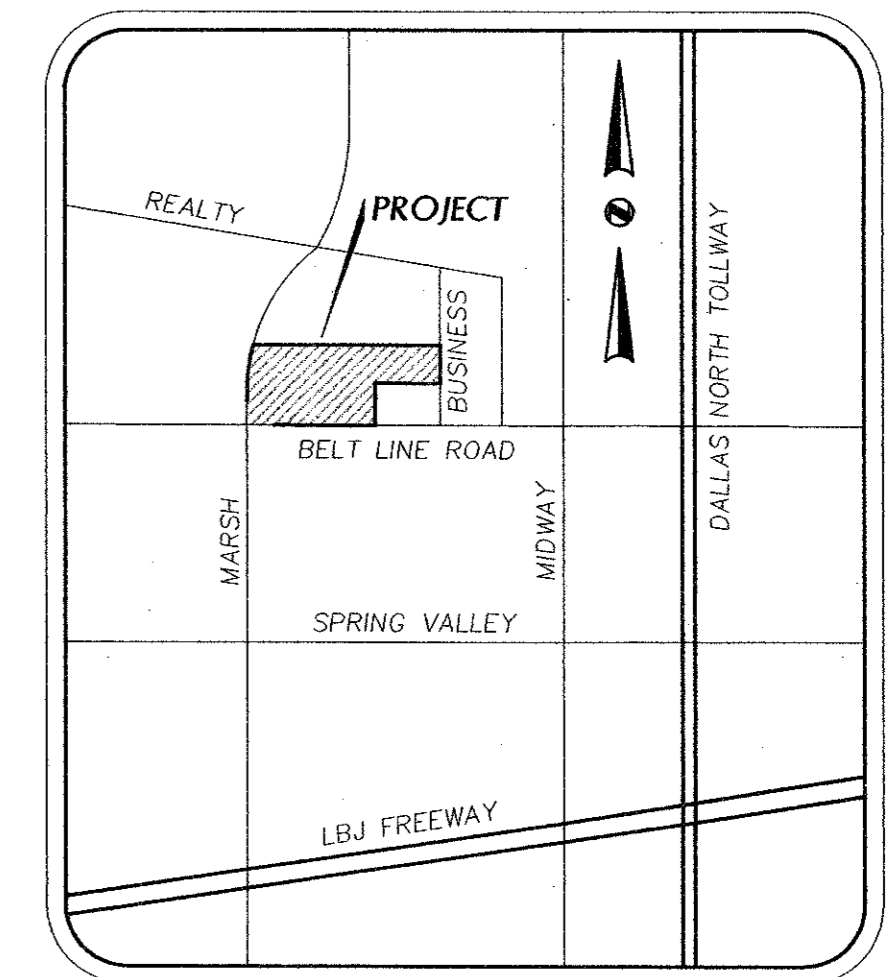 REALTY
PROJECT
N
BUSINESS
DALLAS NORTH TOLLWAY
BELT LINE ROAD
MARSH
MIDWAY
SPRING VALLEY
LBJ FREEWAY